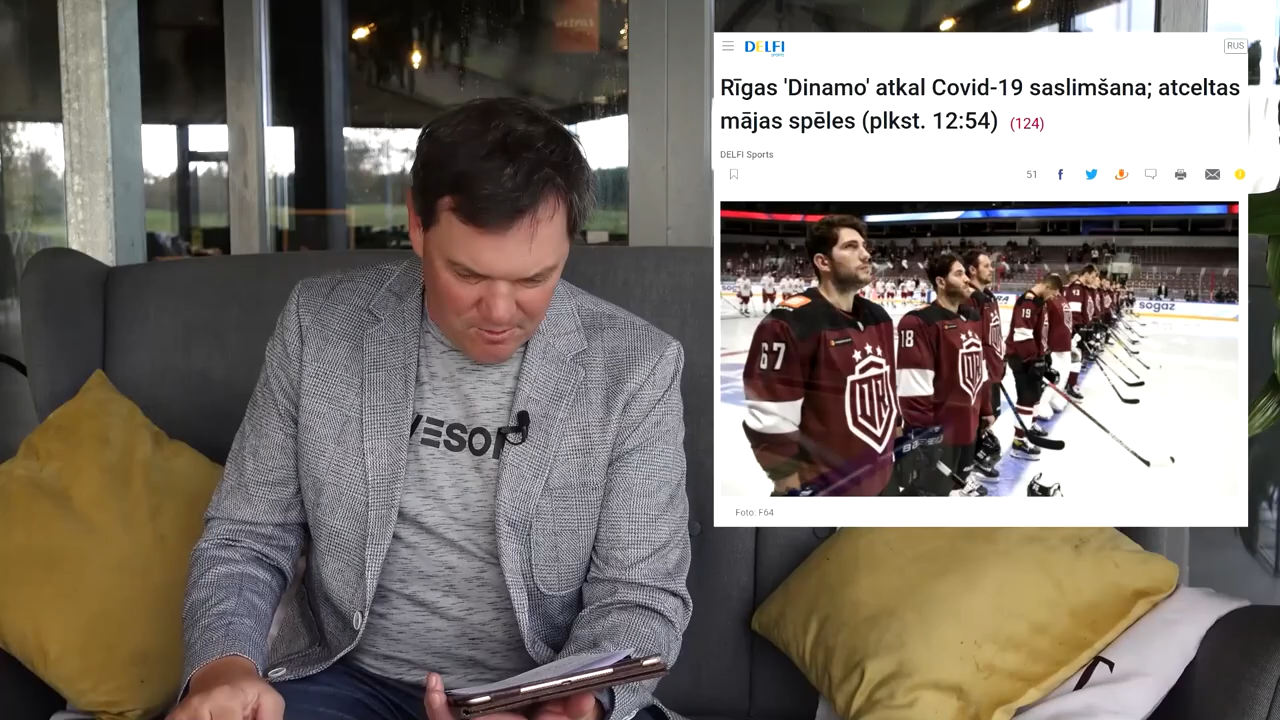 DELFI
SPORTS
RUS
Rīgas 'Dinamo' atkal Covid-19 saslimšana; atceltas
mājas spēles (plkst. 12:54) (124)
DELFI Sports
51
67
18
19
sogaz
Foto: F64